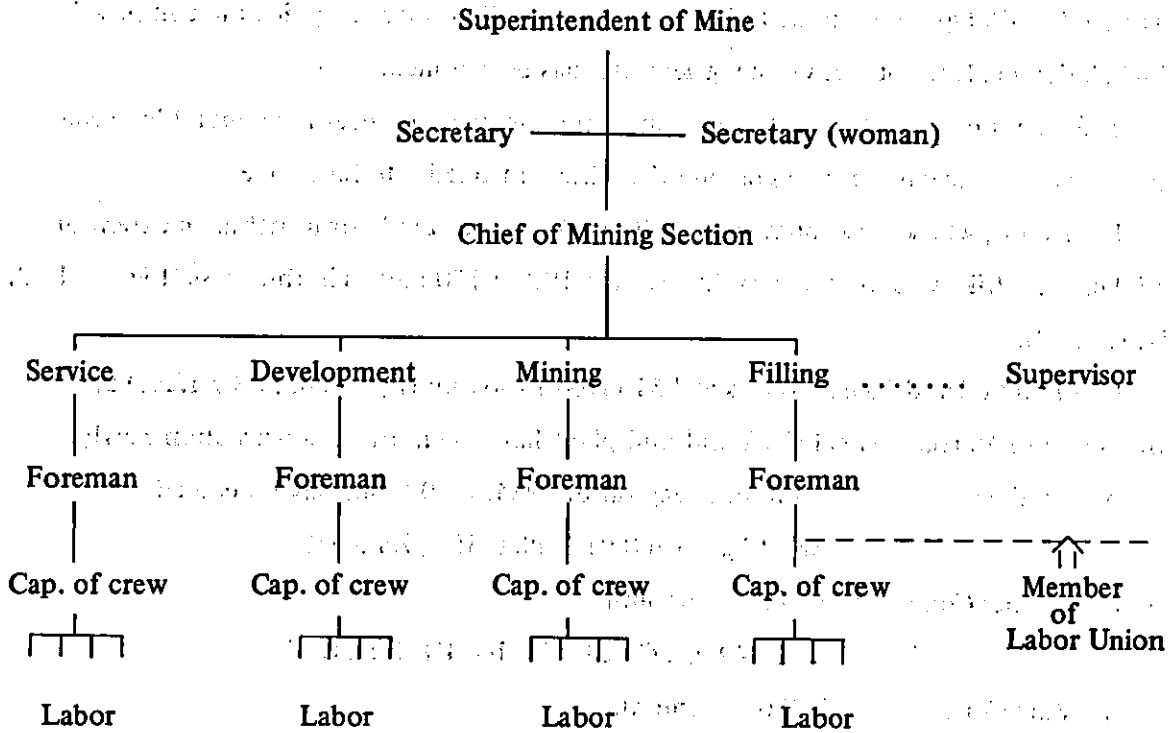 Superintendent of Mine
Secretary Secretary (woman)
Chief of Mining Section
Service Development Mining Filling ....... Supervisor
Foreman Foreman Foreman Foreman
Cap. of crew Cap. of crew Cap. of crew Cap. of crew Member
of
Labor Union
Labor Labor Labor Labor